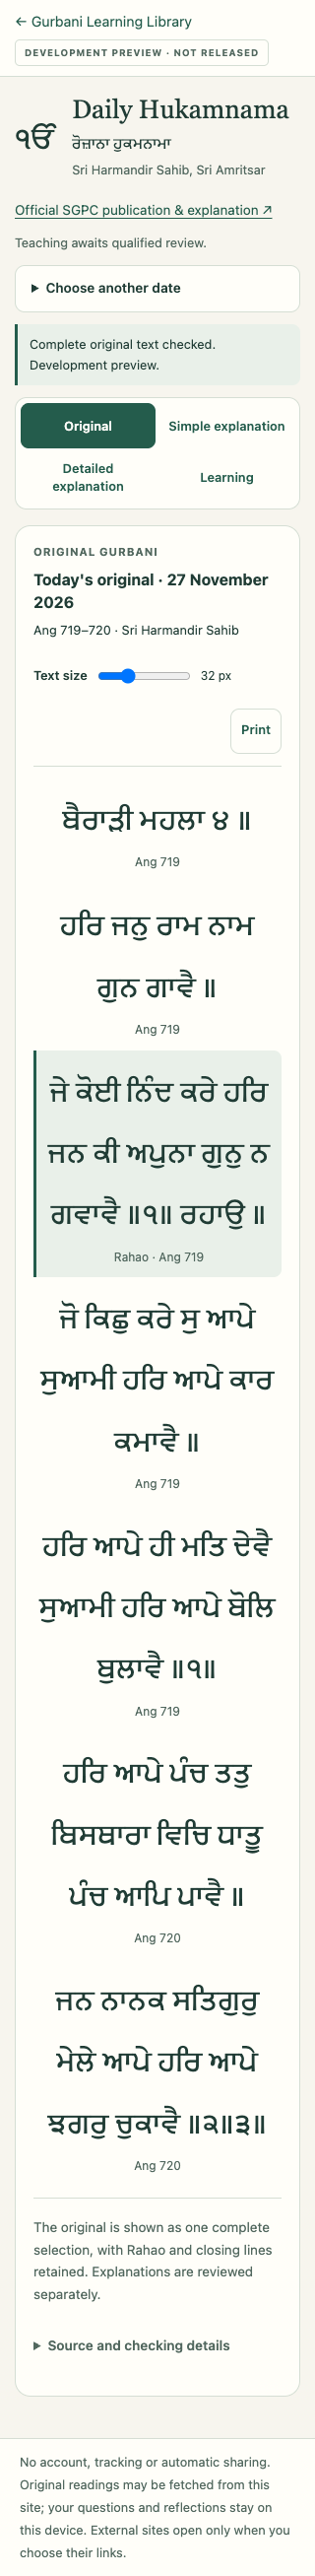 ← Gurbani Learning Library
DEVELOPMENT PREVIEW · NOT RELEASED
ੴ
Daily Hukamnama
ਰੋਜ਼ਾਨਾ ਹੁਕਮਨਾਮਾ
Sri Harmandir Sahib, Sri Amritsar
Official SGPC publication & explanation ↗
Teaching awaits qualified review.
▶ Choose another date
Complete original text checked.
Development preview.
Original
Simple explanation
Detailed
explanation
Learning
ORIGINAL GURBANI
Today's original · 27 November
2026
Ang 719–720 · Sri Harmandir Sahib
Text size 32 px
Print
ਬੈਰਾੜੀ ਮਹਲਾ ੪ ॥
Ang 719
ਹਰਿ ਜਨੁ ਰਾਮ ਨਾਮ
ਗੁਨ ਗਾਵੈ ॥
Ang 719
ਜੇ ਕੋਈ ਨਿੰਦ ਕਰੇ ਹਰਿ
ਜਨ ਕੀ ਅਪੁਨਾ ਗੁਨੁ ਨ
ਗਵਾਵੈ ॥੧॥ ਰਹਾਉ ॥
Rahao · Ang 719
ਜੋ ਕਿਛੁ ਕਰੇ ਸੁ ਆਪੇ
ਸੁਆਮੀ ਹਰਿ ਆਪੇ ਕਾਰ
ਕਮਾਵੈ ॥
Ang 719
ਹਰਿ ਆਪੇ ਹੀ ਮਤਿ ਦੇਵੈ
ਸੁਆਮੀ ਹਰਿ ਆਪੇ ਬੋਲਿ
ਬੁਲਾਵੈ ॥੧॥
Ang 719
ਹਰਿ ਆਪੇ ਪੰਚ ਤਤੁ
ਬਿਸਥਾਰਾ ਵਿਚਿ ਧਾਤੂ
ਪੰਚ ਆਪਿ ਪਾਵੈ ॥
Ang 720
ਜਨ ਨਾਨਕ ਸਤਿਗੁਰੁ
ਮੇਲੇ ਆਪੇ ਹਰਿ ਆਪੇ
ਝਗਰੁ ਚੁਕਾਵੈ ॥੨॥੩॥
Ang 720
The original is shown as one complete
selection, with Rahao and closing lines
retained. Explanations are reviewed
separately.
▶ Source and checking details
No account, tracking or automatic sharing.
Original readings may be fetched from this
site; your questions and reflections stay on
this device. External sites open only when you
choose their links.